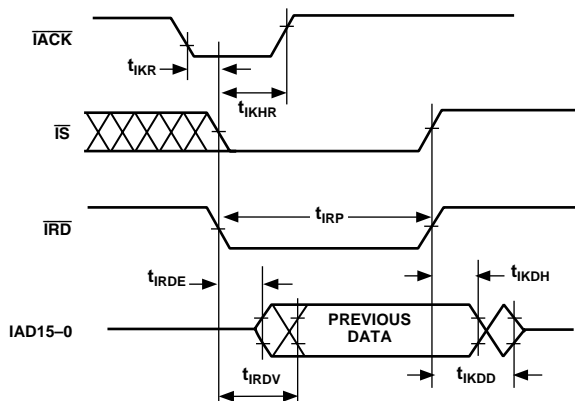 IACK
tIKR
tIKHR
IS
IRD
tIRP
tIRDE
tIKDH
IAD15–0
PREVIOUS
DATA
tIRDV
tIKDD